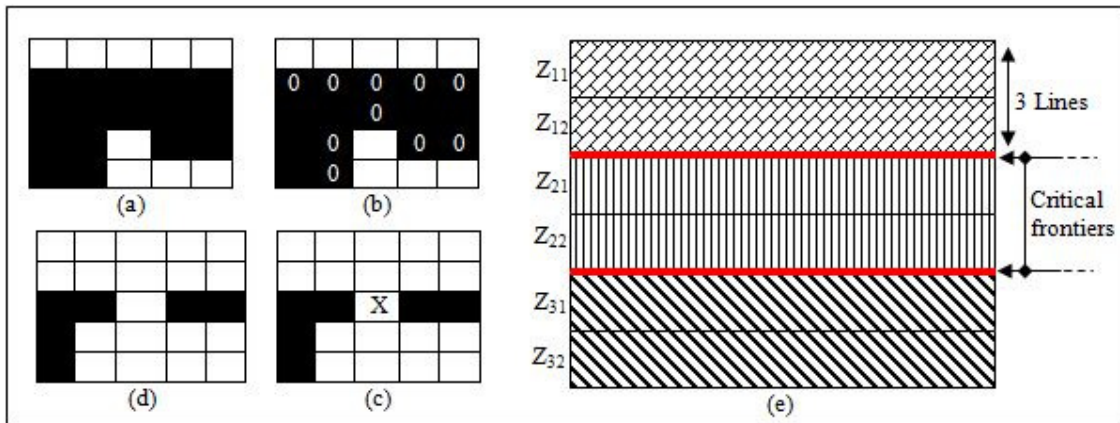 0 0 0 0 0
0
0 0 0
0
(a)
(b)
X
(d)
(c)
Z11
Z12
Z21
Z22
Z31
Z32
3 Lines
Critical
frontiers
(e)